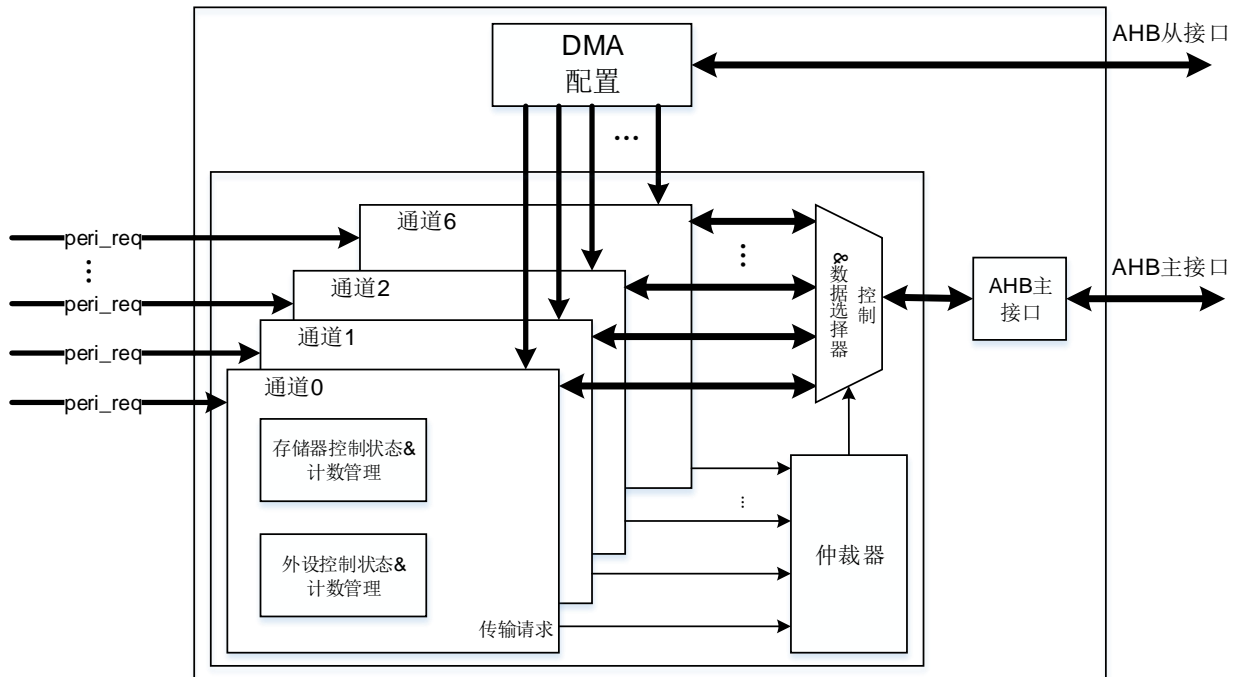 DMA
配置
AHB从接口
...
通道6
peri_req
...
...
通道2
peri_req
控制
&数据选择器
AHB主
接口
AHB主接口
通道1
peri_req
通道0
peri_req
存储器控制状态&
计数管理
...
仲裁器
外设控制状态&
计数管理
传输请求